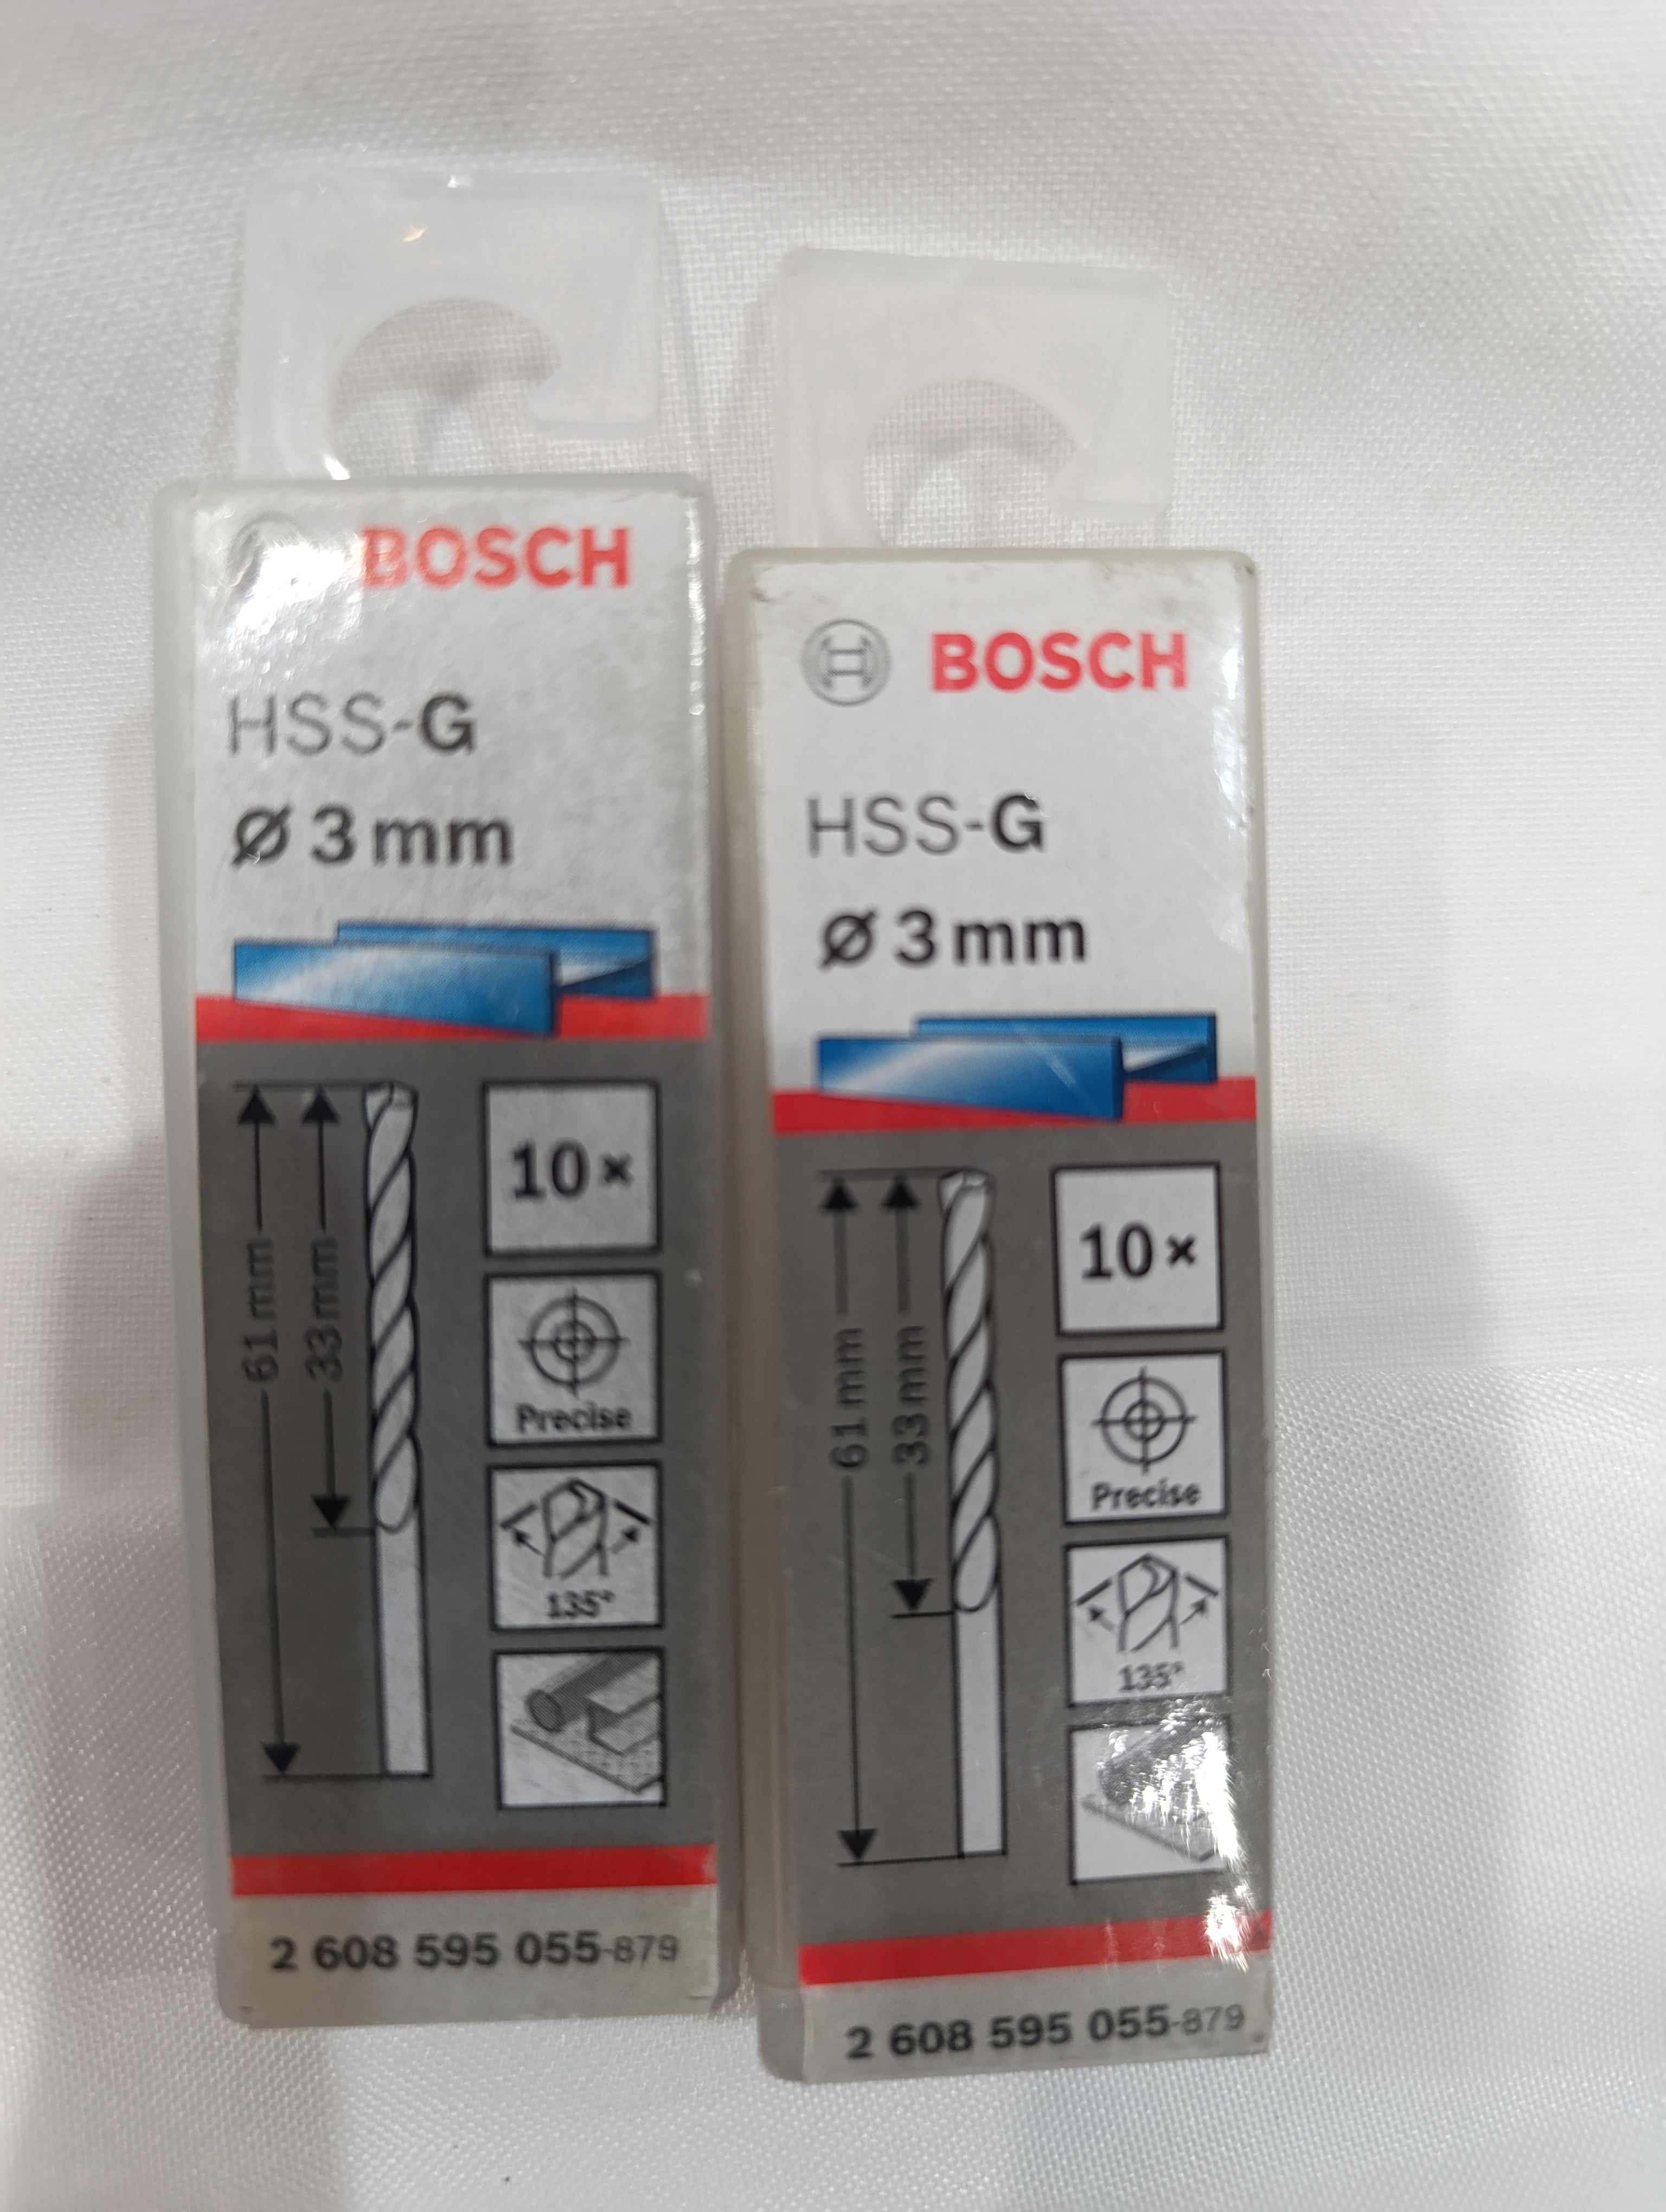 BOSCH
HSS-G
Ø 3 mm
10×
61 mm
33 mm
Precise
135°
2 608 595 055-879
BOSCH
HSS-G
Ø 3 mm
10×
61 mm
33 mm
Precise
135°
2 608 595 055-879